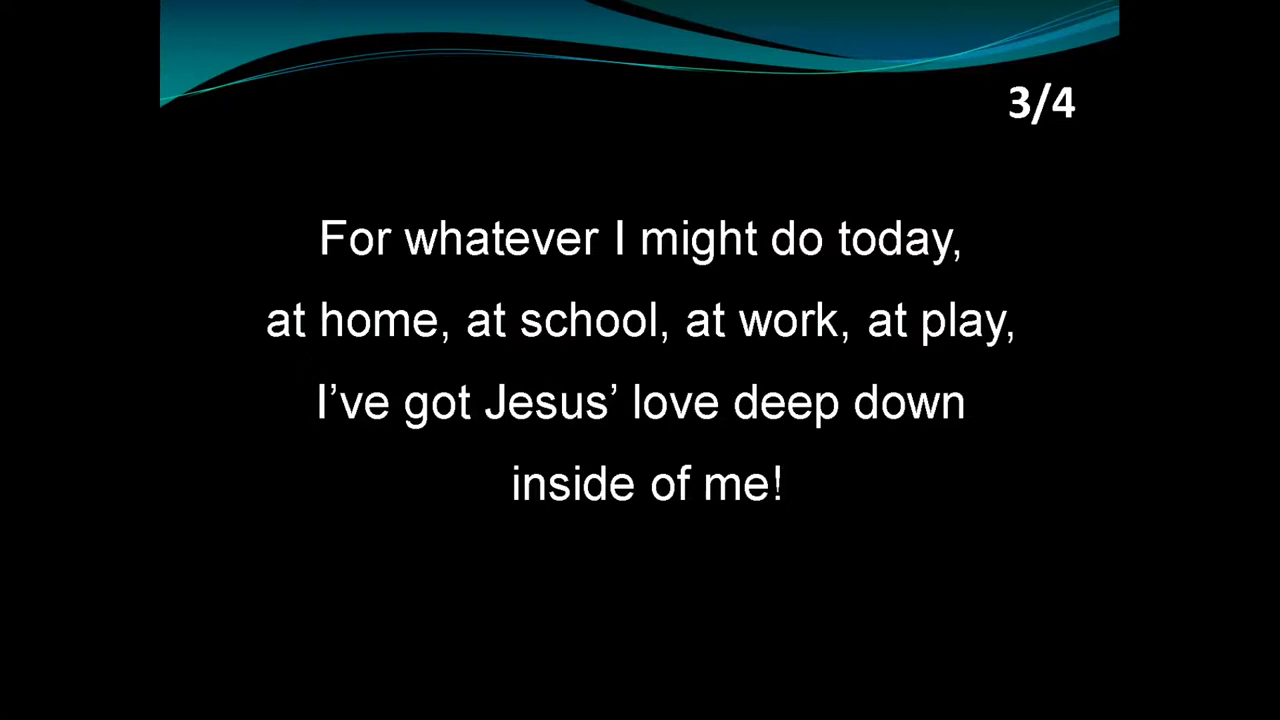 3/4
For whatever I might do today,
at home, at school, at work, at play,
I’ve got Jesus’ love deep down
inside of me!